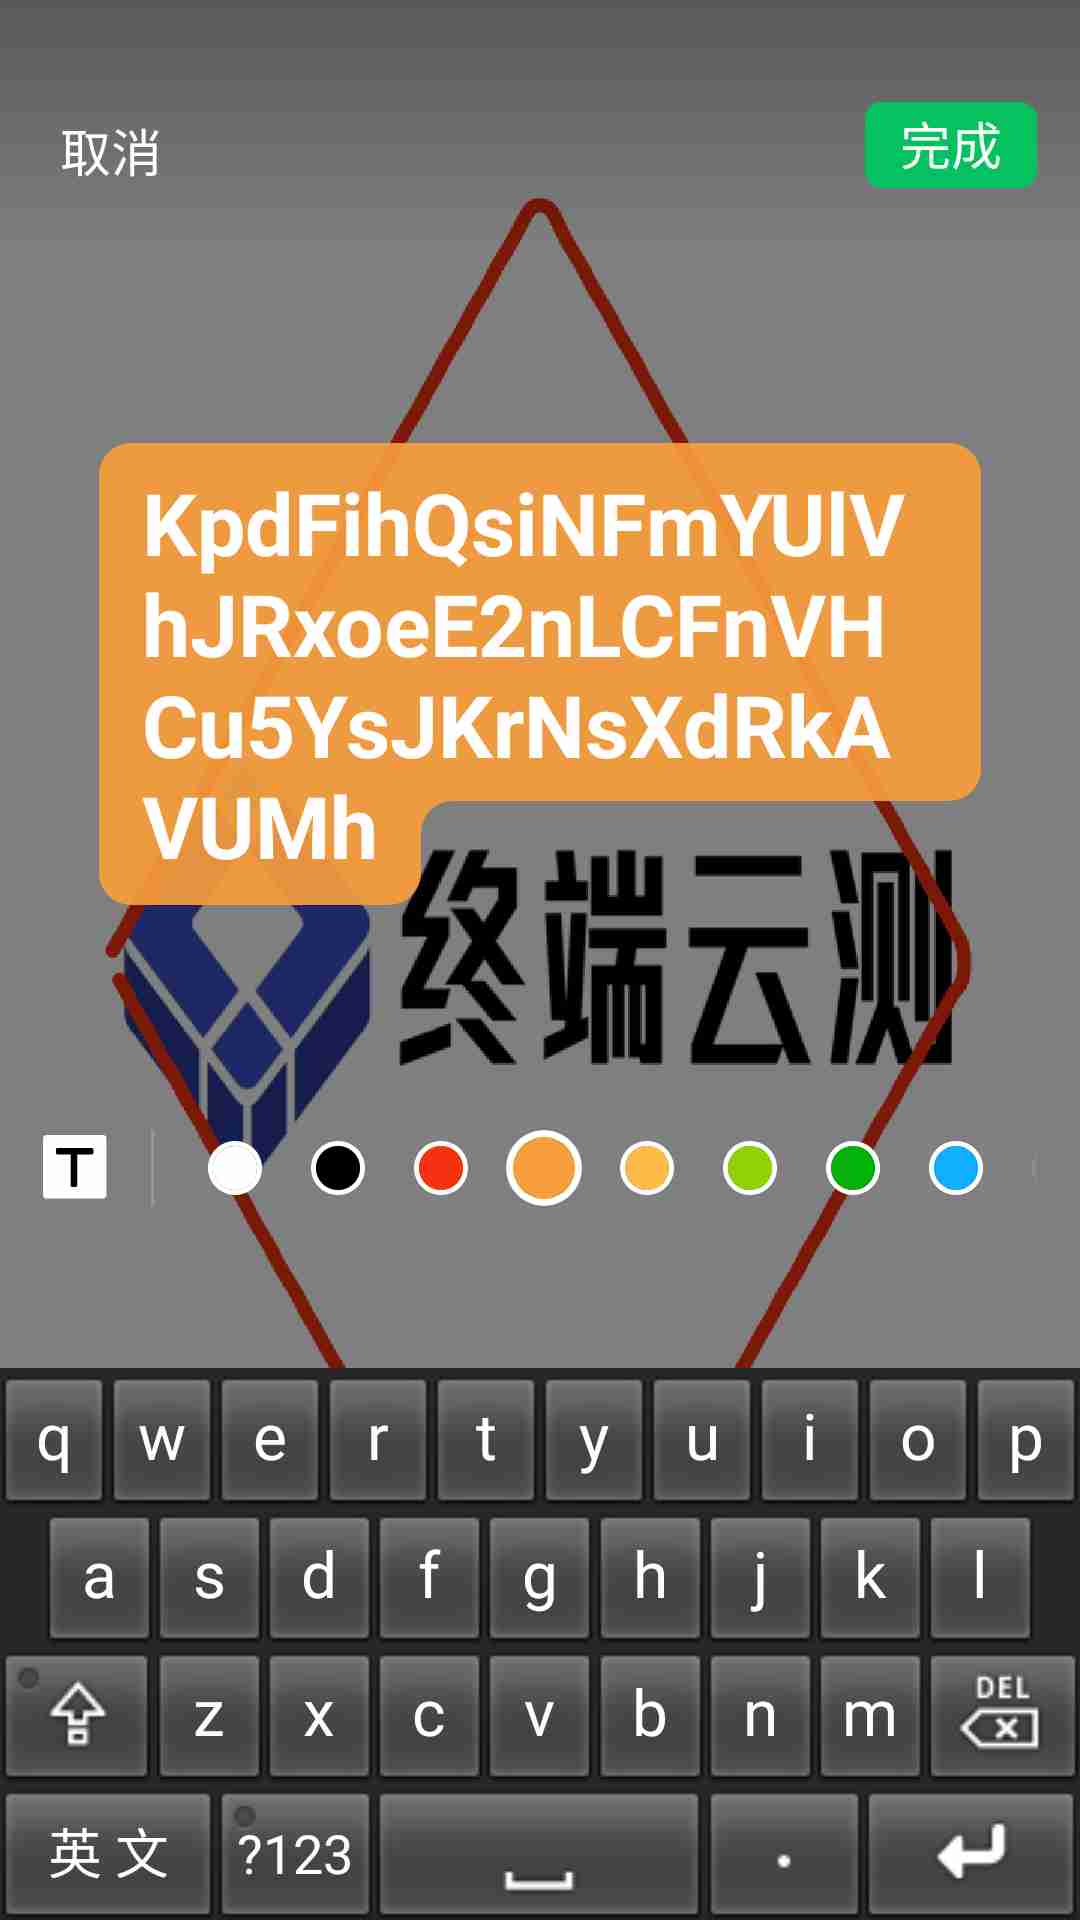 取消
完成
KpdFihQsiNFmYUlV
hJRxoeE2nLCFnVH
Cu5YsJKrNsXdRkA
VUMh
终端云测
T
q w e r t y u i o p
a s d f g h j k l
z x c v b n m DEL
英文 ?123 .